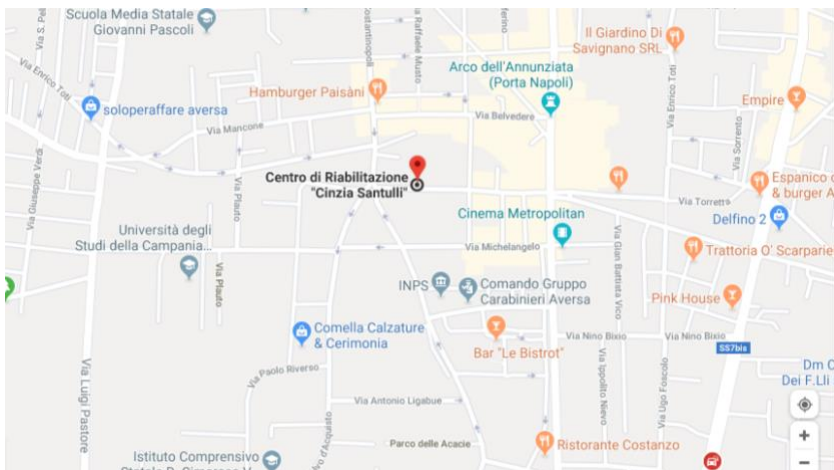 Scuola Media Statale
Giovanni Pascoli
Via S. Pel
Costantinopoli
Via Raffaele Musto
Il Giardino Di
Savignano SRL
Arco dell'Annunziata
(Porta Napoli)
Via Enrico Toti
Via Enrico Toti
Hamburger Paisàni
Empire
soloperaffare aversa
Via Mancone
Via Belvedere
Via Sorrento
Via Giuseppe Verdi
Centro di Riabilitazione
"Cinzia Santulli"
Via Plauto
Espanico
& burger A
Via Torretta
Cinema Metropolitan
Delfino 2
Università degli
Studi della Campania...
Via Michelangelo
Via Gian Battista Vico
Trattoria O' Scarparie
Via Plauto
INPS
Comando Gruppo
Carabinieri Aversa
Pink House
Comella Calzature
& Cerimonia
Bar "Le Bistrot"
Via Nino Bixio
Via Nino Bixio
SS7bis
Via Luigi Pastore
Via Paolo Riverso
Via Ippolito Nievo
Via Ugo Foscolo
Dm C
Dei F.Lli
Via Antonio Ligabue
Parco delle Acacie
Ristorante Costanzo
Istituto Comprensivo